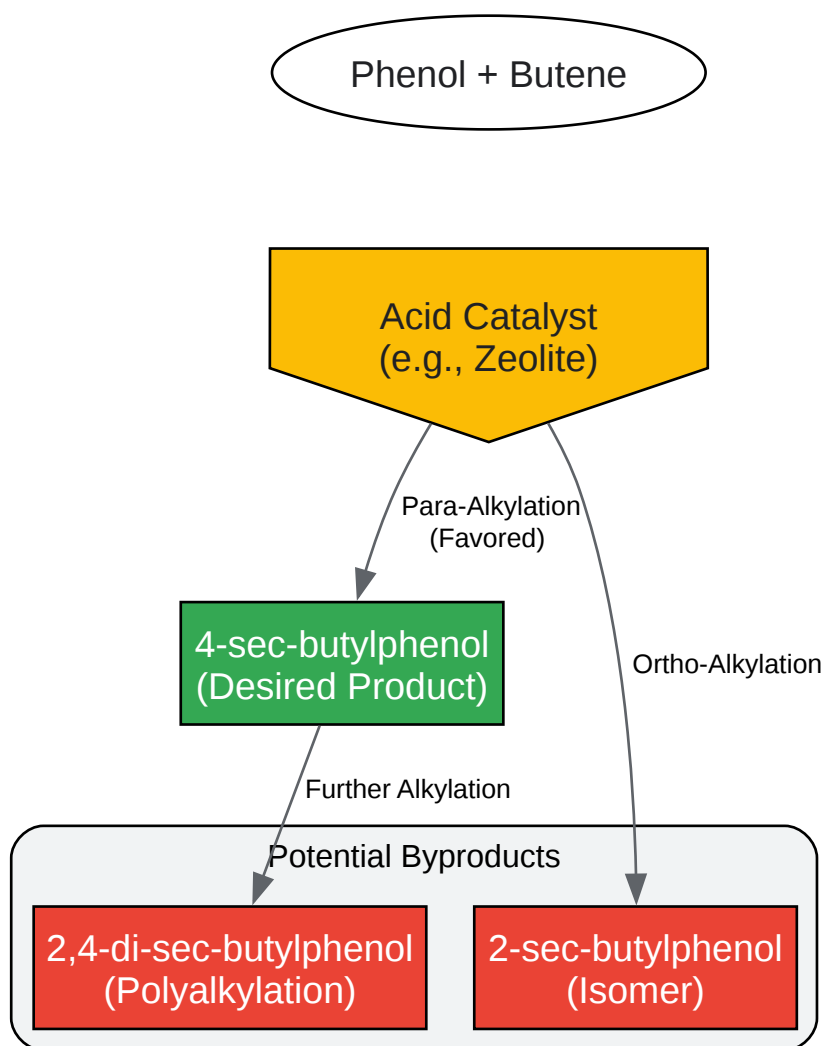 Phenol + Butene
Acid Catalyst
(e.g., Zeolite)
Para-Alkylation
(Favored)
4-sec-butylphenol
(Desired Product)
Ortho-Alkylation
Further Alkylation
Potential Byproducts
2,4-di-sec-butylphenol
(Polyalkylation)
2-sec-butylphenol
(Isomer)